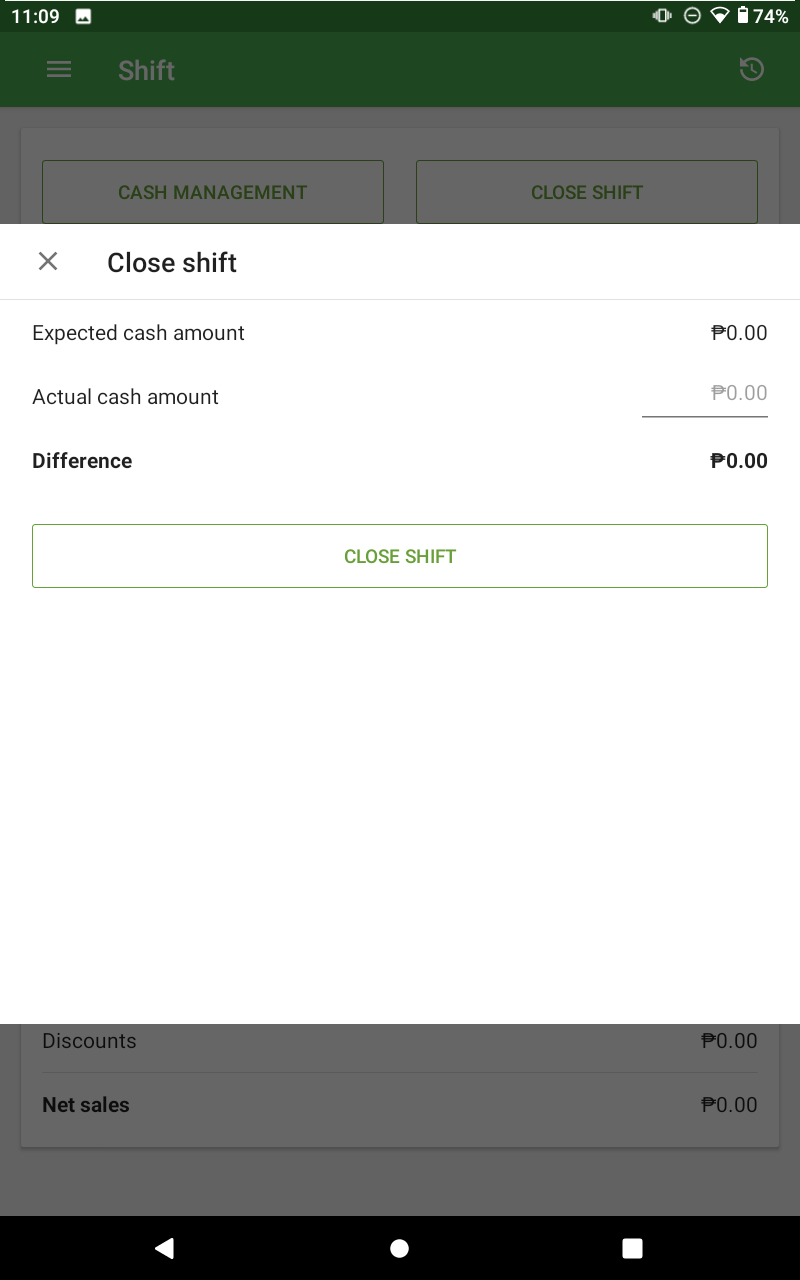 11:09 74%
Shift
CASH MANAGEMENT CLOSE SHIFT
Close shift
Expected cash amount ₱0.00
Actual cash amount ₱0.00
Difference ₱0.00
CLOSE SHIFT
Discounts ₱0.00
Net sales ₱0.00